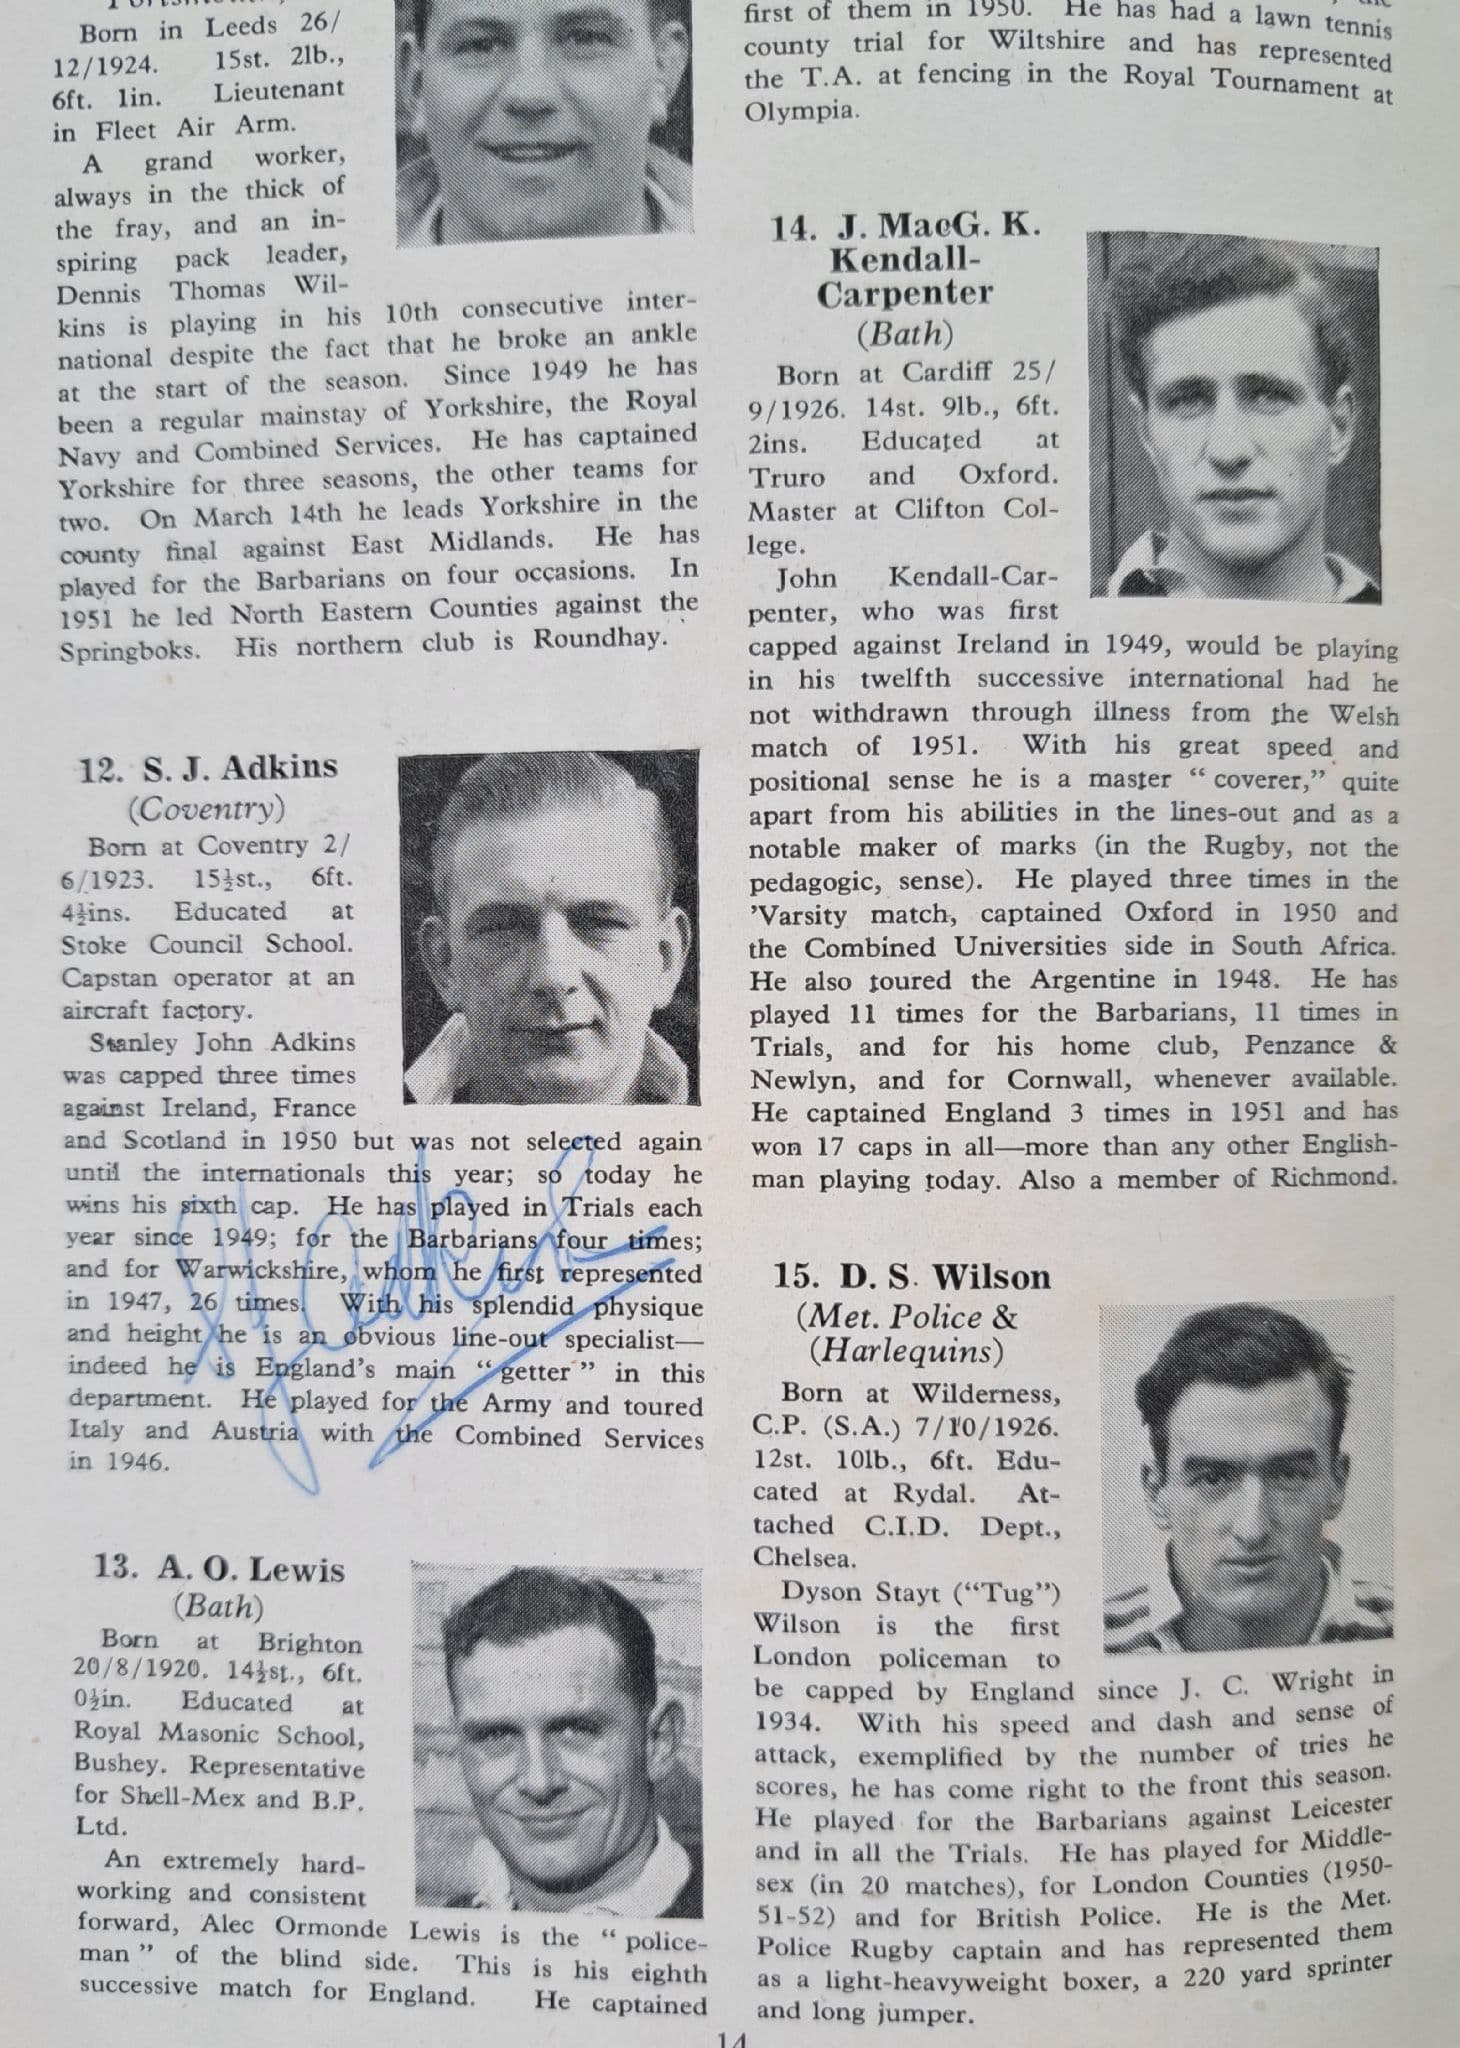 Born in Leeds 26/
12/1924. 15st. 2lb.,
6ft. 1in. Lieutenant
in Fleet Air Arm.
A grand worker,
always in the thick of
the fray, and an in-
spiring pack leader,
Dennis Thomas Wil-
kins is playing in his 10th consecutive inter-
national despite the fact that he broke an ankle
at the start of the season. Since 1949 he has
been a regular mainstay of Yorkshire, the Royal
Navy and Combined Services. He has captained
Yorkshire for three seasons, the other teams for
two. On March 14th he leads Yorkshire in the
county final against East Midlands. He has
played for the Barbarians on four occasions. In
1951 he led North Eastern Counties against the
Springboks. His northern club is Roundhay.
12. S. J. Adkins
(Coventry)
Born at Coventry 2/
6/1923. 15½st., 6ft.
4½ins. Educated at
Stoke Council School.
Capstan operator at an
aircraft factory.
Stanley John Adkins
was capped three times
against Ireland, France
and Scotland in 1950 but was not selected again
until the internationals this year; so today he
wins his sixth cap. He has played in Trials each
year since 1949; for the Barbarians four times;
and for Warwickshire, whom he first represented
in 1947, 26 times. With his splendid physique
and height he is an obvious line-out specialist—
indeed he is England's main “getter” in this
department. He played for the Army and toured
Italy and Austria with the Combined Services
in 1946.
13. A. O. Lewis
(Bath)
Born at Brighton
20/8/1920. 14½st., 6ft.
0½in. Educated at
Royal Masonic School,
Bushey. Representative
for Shell-Mex and B.P.
Ltd.
An extremely hard-
working and consistent
forward, Alec Ormonde Lewis is the “police-
man” of the blind side. This is his eighth
successive match for England. He captained
first of them in 1950. He has had a lawn tennis
county trial for Wiltshire and has represented
the T.A. at fencing in the Royal Tournament at
Olympia.
14. J. MacG. K.
Kendall-
Carpenter
(Bath)
Born at Cardiff 25/
9/1926. 14st. 9lb., 6ft.
2ins. Educated at
Truro and Oxford.
Master at Clifton Col-
lege.
John Kendall-Car-
penter, who was first
capped against Ireland in 1949, would be playing
in his twelfth successive international had he
not withdrawn through illness from the Welsh
match of 1951. With his great speed and
positional sense he is a master “coverer,” quite
apart from his abilities in the lines-out and as a
notable maker of marks (in the Rugby, not the
pedagogic, sense). He played three times in the
'Varsity match, captained Oxford in 1950 and
the Combined Universities side in South Africa.
He also toured the Argentine in 1948. He has
played 11 times for the Barbarians, 11 times in
Trials, and for his home club, Penzance &
Newlyn, and for Cornwall, whenever available.
He captained England 3 times in 1951 and has
won 17 caps in all—more than any other English-
man playing today. Also a member of Richmond.
15. D. S. Wilson
(Met. Police &
(Harlequins)
Born at Wilderness,
C.P. (S.A.) 7/10/1926.
12st. 10lb., 6ft. Edu-
cated at Rydal. At-
tached C.I.D. Dept.,
Chelsea.
Dyson Stayt (“Tug”)
Wilson is the first
London policeman to
be capped by England since J. C. Wright in
1934. With his speed and dash and sense of
attack, exemplified by the number of tries he
scores, he has come right to the front this season.
He played for the Barbarians against Leicester
and in all the Trials. He has played for Middle-
sex (in 20 matches), for London Counties (1950-
51-52) and for British Police. He is the Met.
Police Rugby captain and has represented them
as a light-heavyweight boxer, a 220 yard sprinter
and long jumper.
14